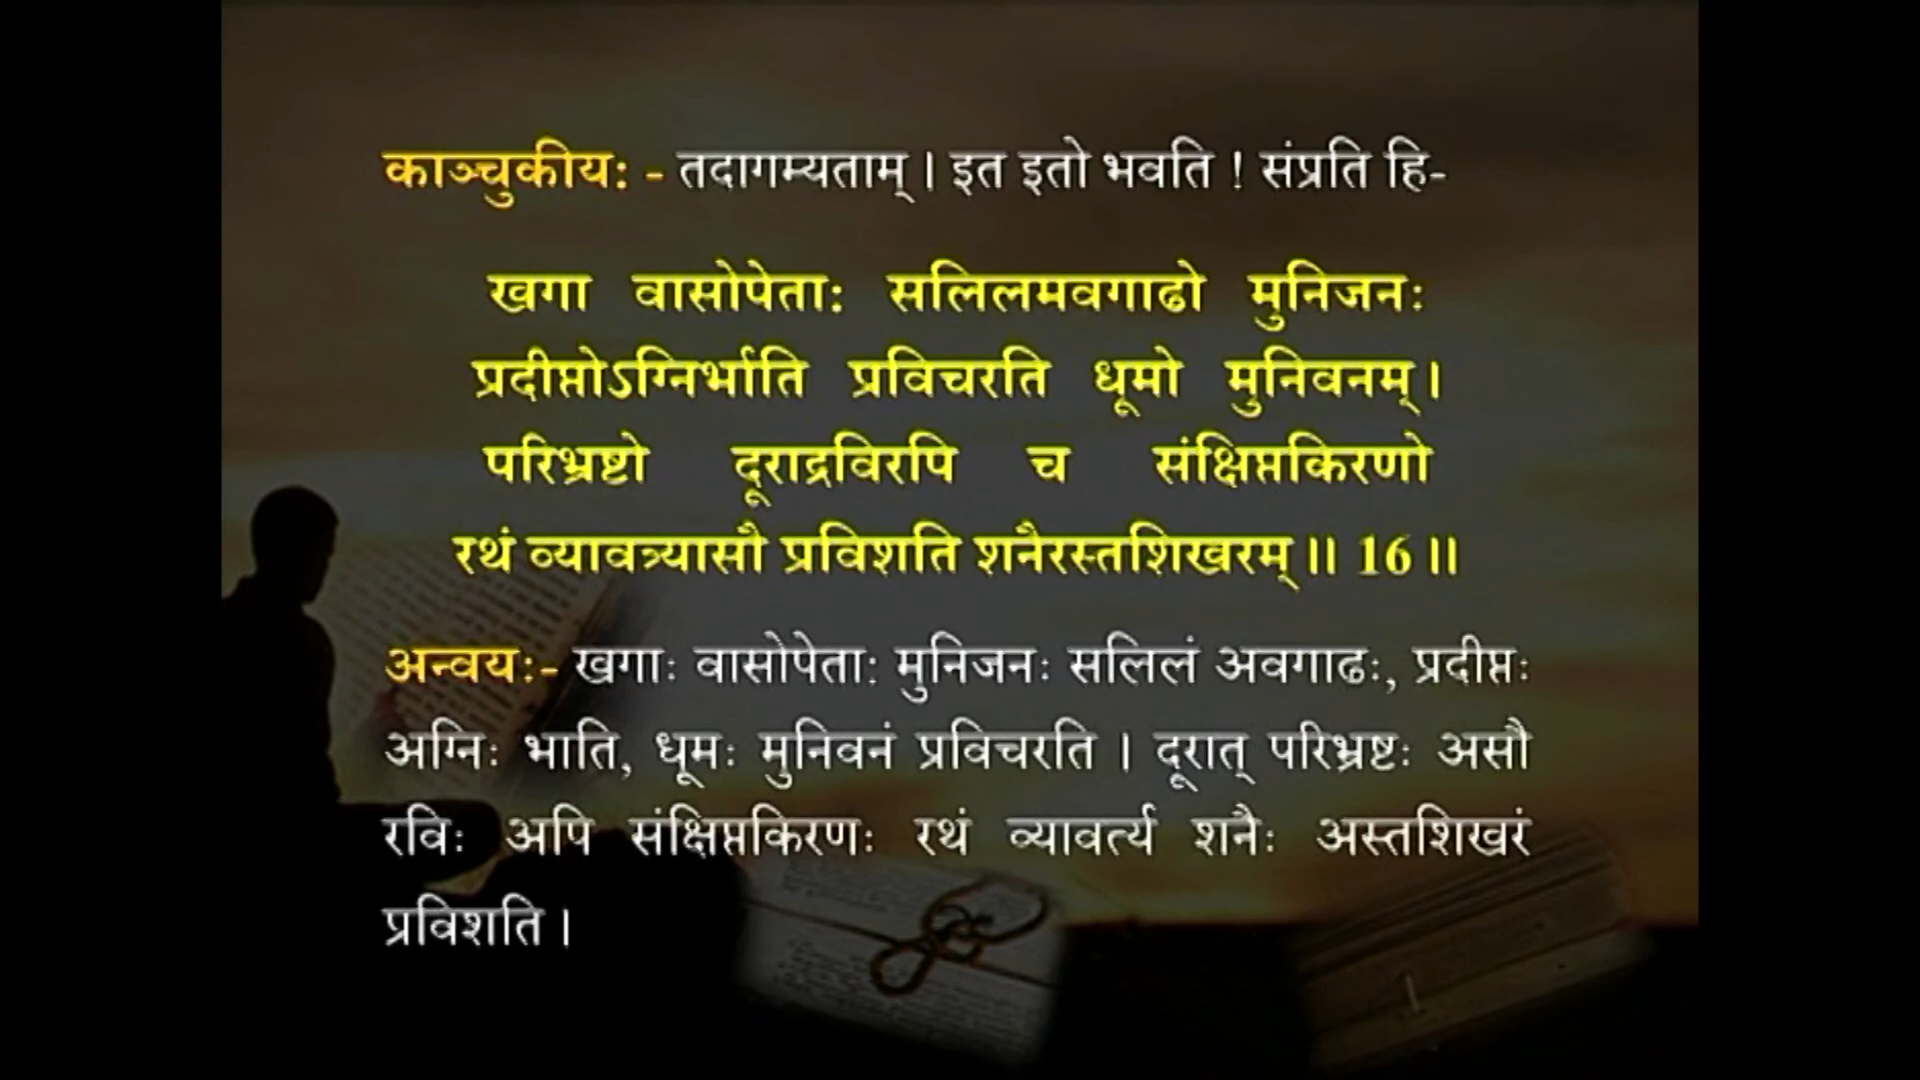 काञ्चुकीय: - तदागम्यताम् । इत इतो भवति ! संप्रति हि-
खगा वासोपेता: सलिलमवगाढो मुनिजनः
प्रदीप्तोऽग्निर्भाति प्रविचरति धूमो मुनिवनम् ।
परिभ्रष्टो दूराद्रविरपि च संक्षिप्तकिरणो
रथं व्यावत्र्यासौ प्रविशति शनैरस्तशिखरम् ॥ 16 ॥
अन्वयः- खगाः वासोपेता: मुनिजनः सलिलं अवगाढः, प्रदीप्तः
अग्निः भाति, धूमः मुनिवनं प्रविचरति । दूरात् परिभ्रष्टः असौ
रविः अपि संक्षिप्तकिरणः रथं व्यावर्त्य शनैः अस्तशिखरं
प्रविशति ।